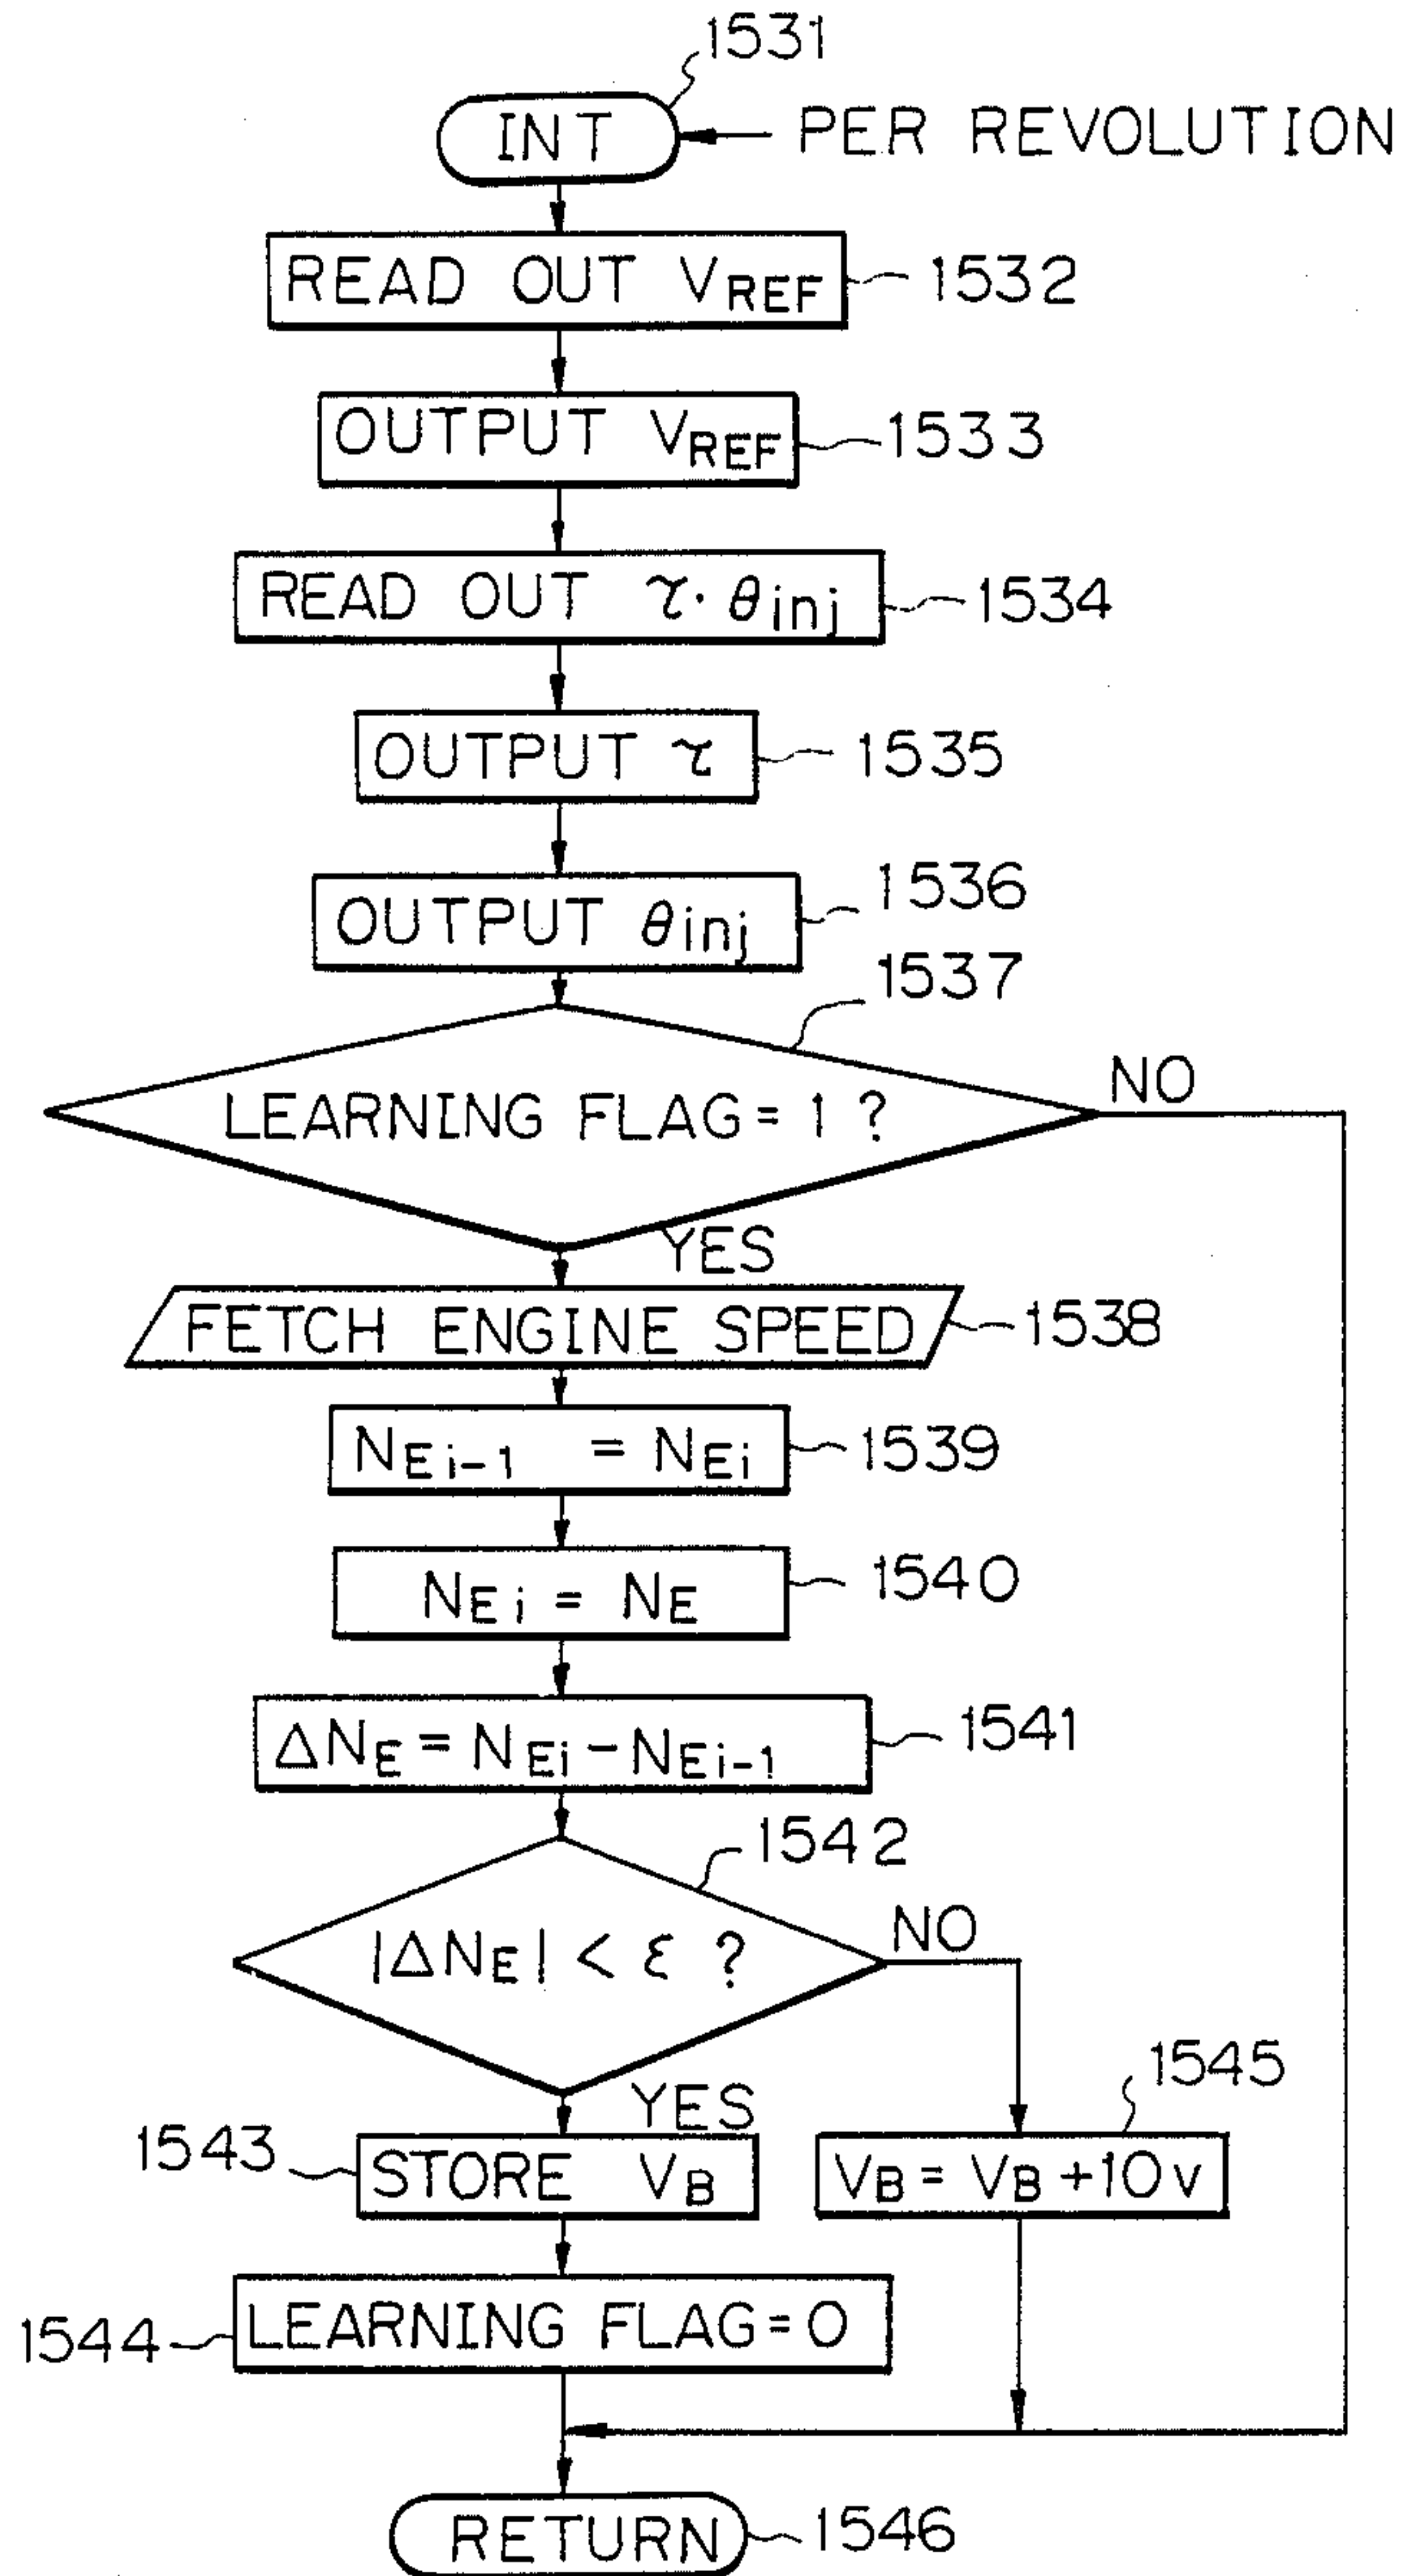 1531
INT
PER REVOLUTION
READ OUT VREF
1532
OUTPUT VREF
1533
READ OUT τ· θinj
1534
OUTPUT τ
1535
OUTPUT θinj
1536
1537
LEARNING FLAG = 1 ?
NO
YES
FETCH ENGINE SPEED
1538
NEi-1 = NEi
1539
NEi = NE
1540
ΔNE = NEi - NEi-1
1541
1542
|ΔNE| < ε ?
NO
YES
1543
STORE VB
1545
VB = VB +10v
1544
LEARNING FLAG=0
RETURN
1546